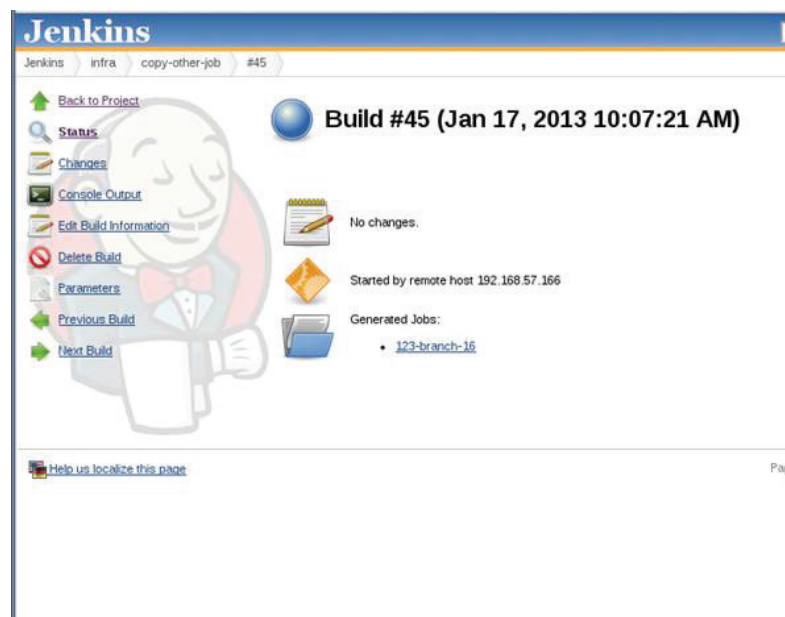 Jenkins
Jenkins infra copy-other-job #45
Back to Project
Status
Changes
Console Output
Edit Build Information
Delete Build
Parameters
Previous Build
Next Build
Build #45 (Jan 17, 2013 10:07:21 AM)
No changes.
Started by remote host 192.168.57.166
Generated Jobs:
• 123-branch-16
Help us localize this page
Pa